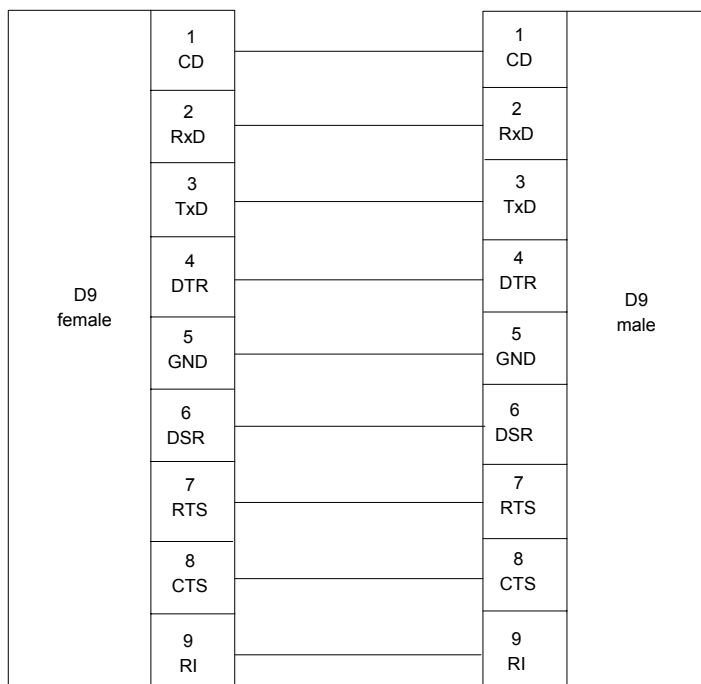 D9
female
1
CD
2
RxD
3
TxD
4
DTR
5
GND
6
DSR
7
RTS
8
CTS
9
RI
1
CD
2
RxD
3
TxD
4
DTR
5
GND
6
DSR
7
RTS
8
CTS
9
RI
D9
male